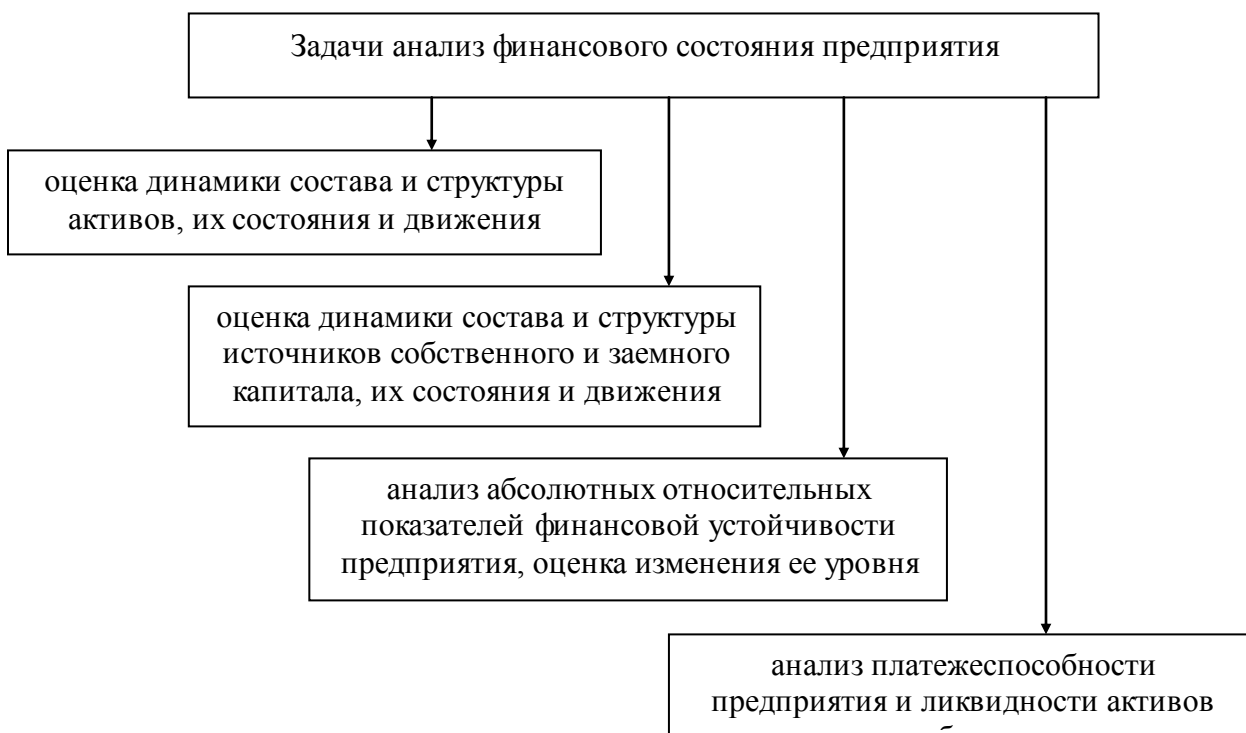 Задачи анализ финансового состояния предприятия
оценка динамики состава и структуры
активов, их состояния и движения
оценка динамики состава и структуры
источников собственного и заемного
капитала, их состояния и движения
анализ абсолютных относительных
показателей финансовой устойчивости
предприятия, оценка изменения ее уровня
анализ платежеспособности
предприятия и ликвидности активов